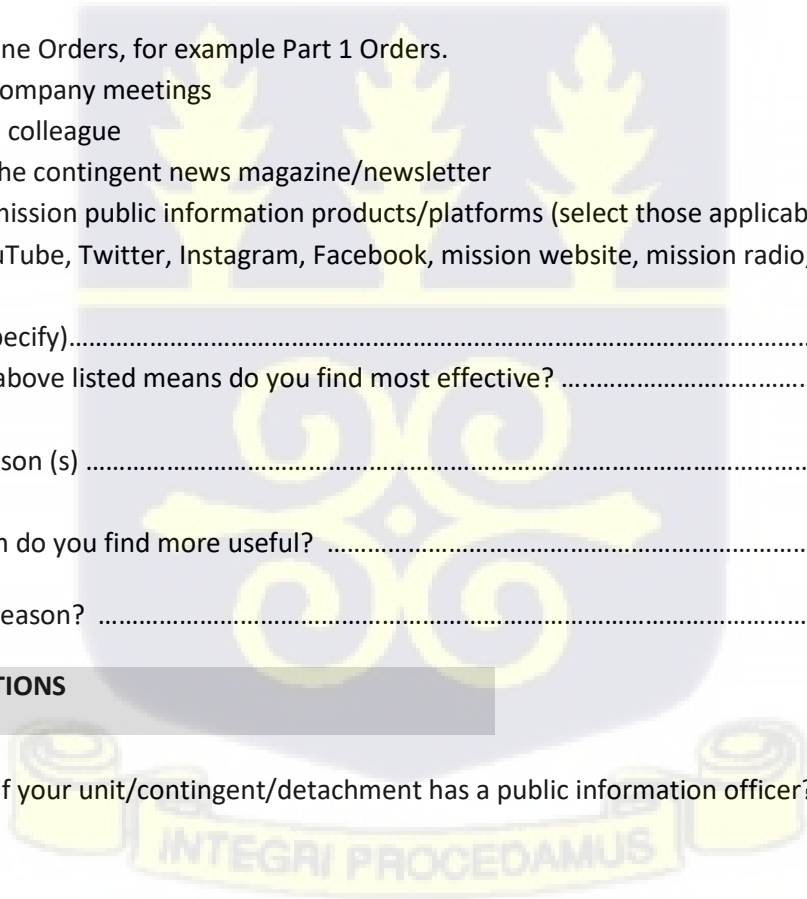 ne Orders, for example Part 1 Orders.
ompany meetings
colleague
he contingent news magazine/newsletter
nission public information products/platforms (select those applicab
uTube, Twitter, Instagram, Facebook, mission website, mission radio,
pecify)..................................................................................................................
above listed means do you find most effective? ......................................
son (s) ................................................................................................................
n do you find more useful? .........................................................................
eason? ...............................................................................................................
TIONS
f your unit/contingent/detachment has a public information officer?
INTEGRI PROCEDAMUS